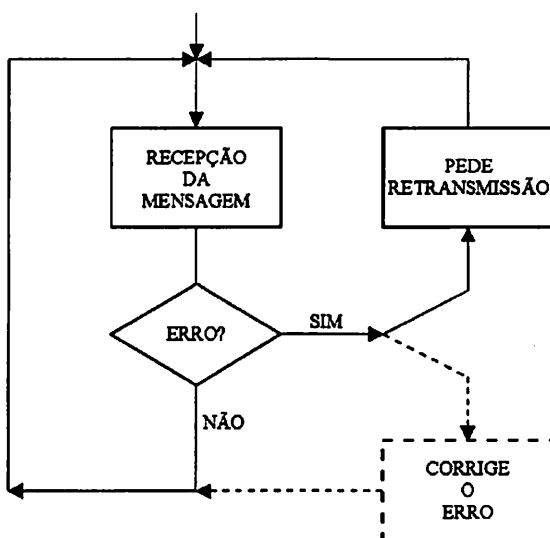 RECEPÇÃO
DA
MENSAGEM
PEDE
RETRANSMISSÃO
ERRO?
SIM
NÃO
CORRIGE
O
ERRO